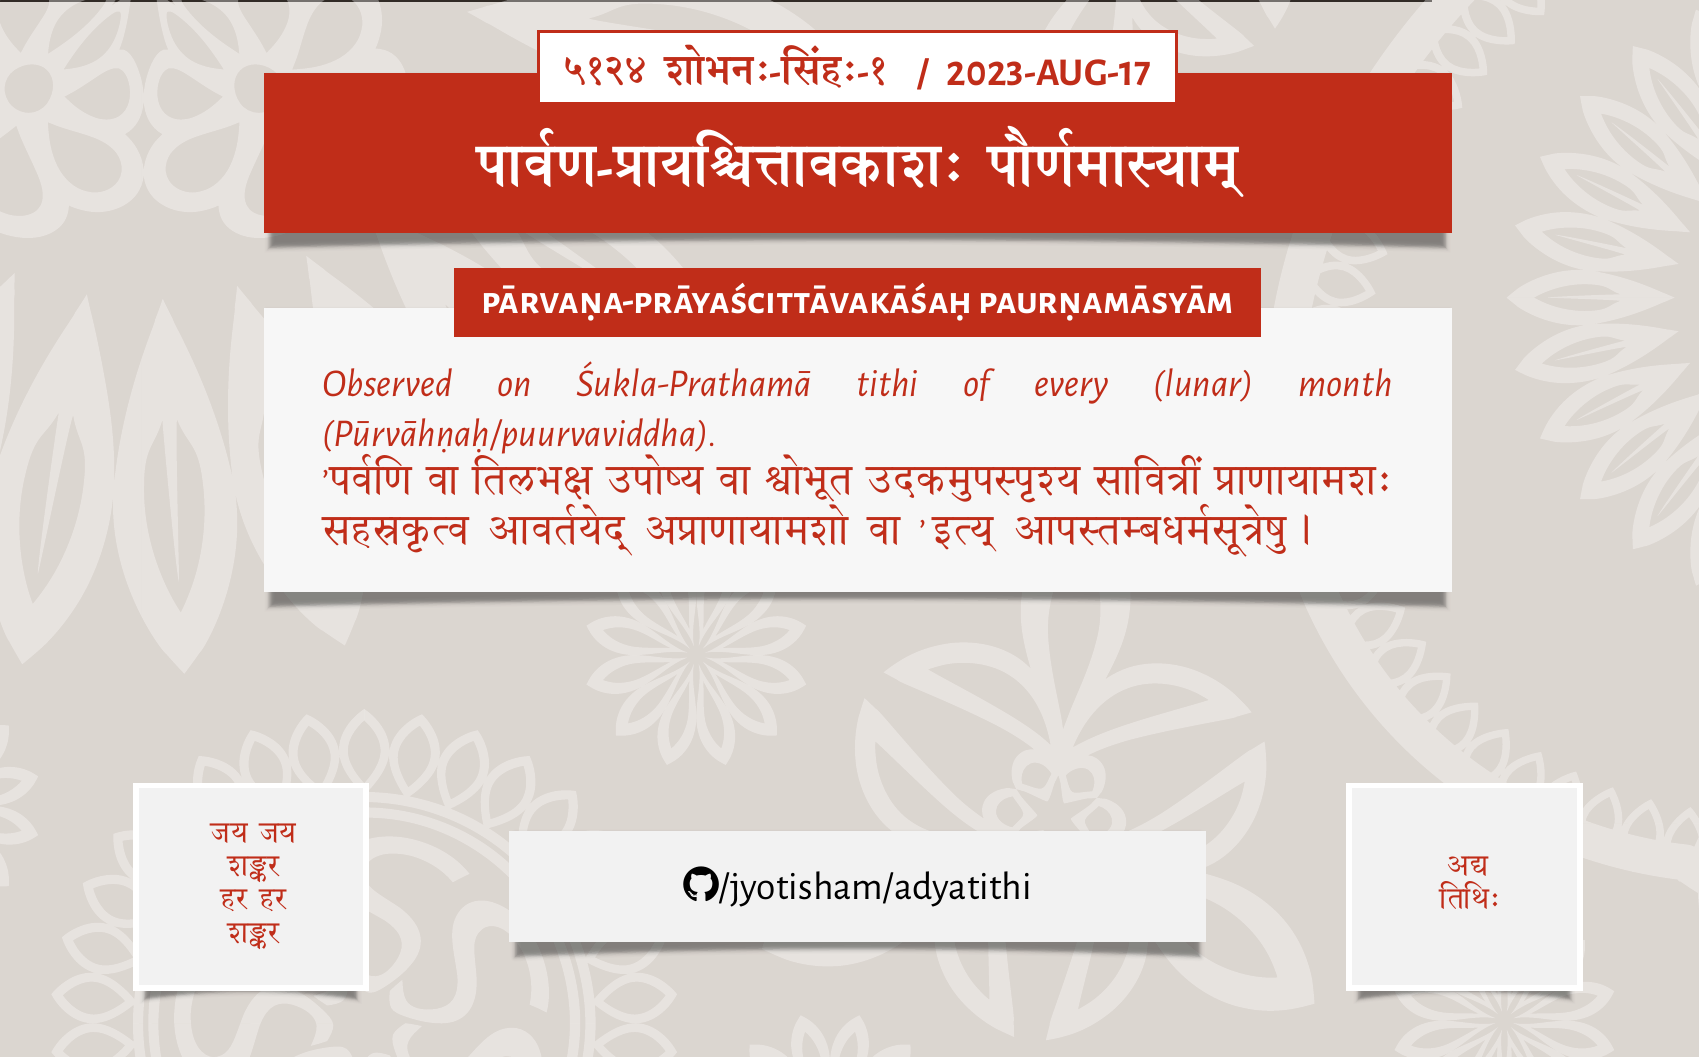 ५१२४ शोभनः-सिंहः-१ / 2023-AUG-17
पार्वण-प्रायश्चित्तावकाशः पौर्णमास्याम्
PĀRVAṆA-PRĀYAŚCITTĀVAKĀŚAḤ PAURṆAMĀSYĀM
Observed on Śukla-Prathamā tithi of every (lunar) month
(Pūrvāhṇaḥ/puurvaviddha).
’पर्वणि वा तिलभक्ष उपोष्य वा श्वोभूत उदकमुपस्पृश्य सावित्रीं प्राणायामशः
सहस्रकृत्व आवर्तयेद् अप्राणायामशो वा ’इत्य् आपस्तम्बधर्मसूत्रेषु।
जय जय
शङ्कर
हर हर
शङ्कर
/jyotisham/adyatithi
अद्य
तिथिः